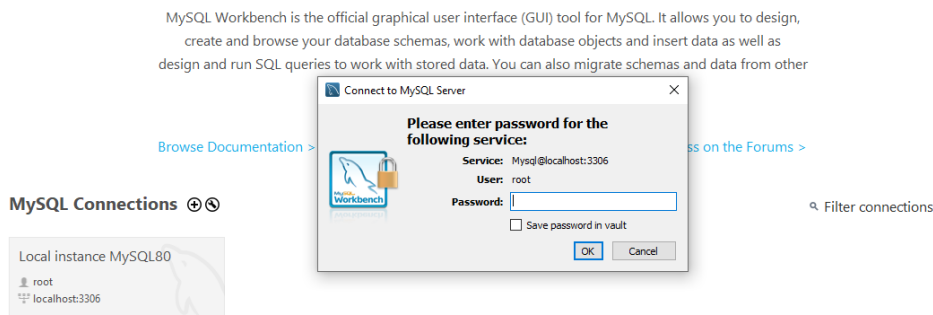 MySQL Workbench is the official graphical user interface (GUI) tool for MySQL. It allows you to design,
create and browse your database schemas, work with database objects and insert data as well as
design and run SQL queries to work with stored data. You can also migrate schemas and data from other
Connect to MySQL Server
Please enter password for the
following service:
Browse Documentation >
ss on the Forums >
Service: Mysql@localhost:3306
User: root
Password:
MySQL
Workbench
Save password in vault
OK Cancel
MySQL Connections
Filter connections
Local instance MySQL80
root
localhost:3306